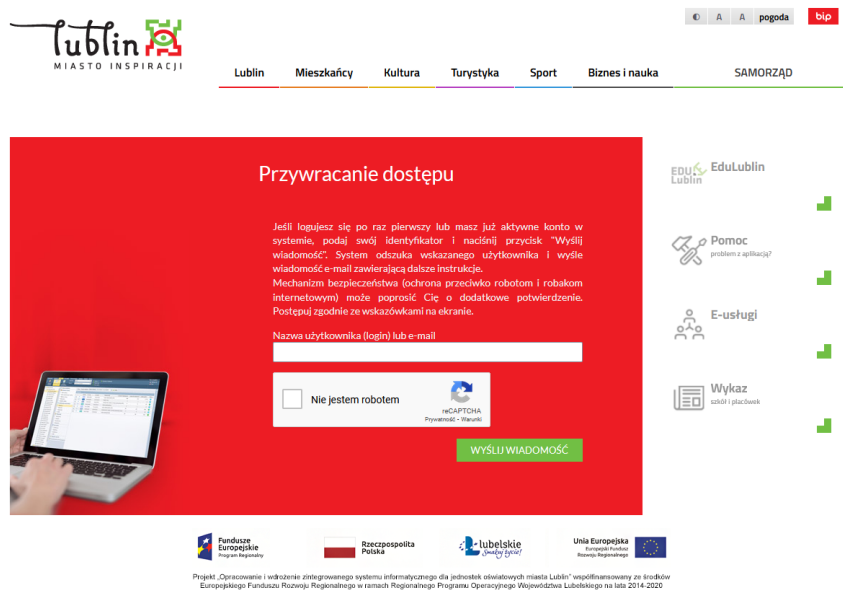 lublin
MIASTO INSPIRACJI
A A pogoda bip
Lublin Mieszkańcy Kultura Turystyka Sport Biznes i nauka SAMORZĄD
Przywracanie dostępu
Jeśli logujesz się po raz pierwszy lub masz już aktywne konto w
systemie, podaj swój identyfikator i naciśnij przycisk "Wyślij
wiadomość". System odszuka wskazanego użytkownika i wyśle
wiadomość e-mail zawierającą dalsze instrukcje.
Mechanizm bezpieczeństwa (ochrona przeciwko robotom i robakom
internetowym) może poprosić Cię o dodatkowe potwierdzenie.
Postępuj zgodnie ze wskazówkami na ekranie.
Nazwa użytkownika (login) lub e-mail
Nie jestem robotem
reCAPTCHA
Prywatność - Warunki
WYŚLIJ WIADOMOŚĆ
EDU
Lublin
EduLublin
Pomoc
problem z aplikacją?
E-usługi
Wykaz
szkół i placówek
Fundusze
Europejskie
Program Regionalny
Rzeczpospolita
Polska
lubelskie
Smakuj życie!
Unia Europejska
Europejski Fundusz
Rozwoju Regionalnego
Projekt „Opracowanie i wdrożenie zintegrowanego systemu informatycznego dla jednostek oświatowych miasta Lublin” współfinansowany ze środków
Europejskiego Funduszu Rozwoju Regionalnego w ramach Regionalnego Programu Operacyjnego Województwa Lubelskiego na lata 2014-2020